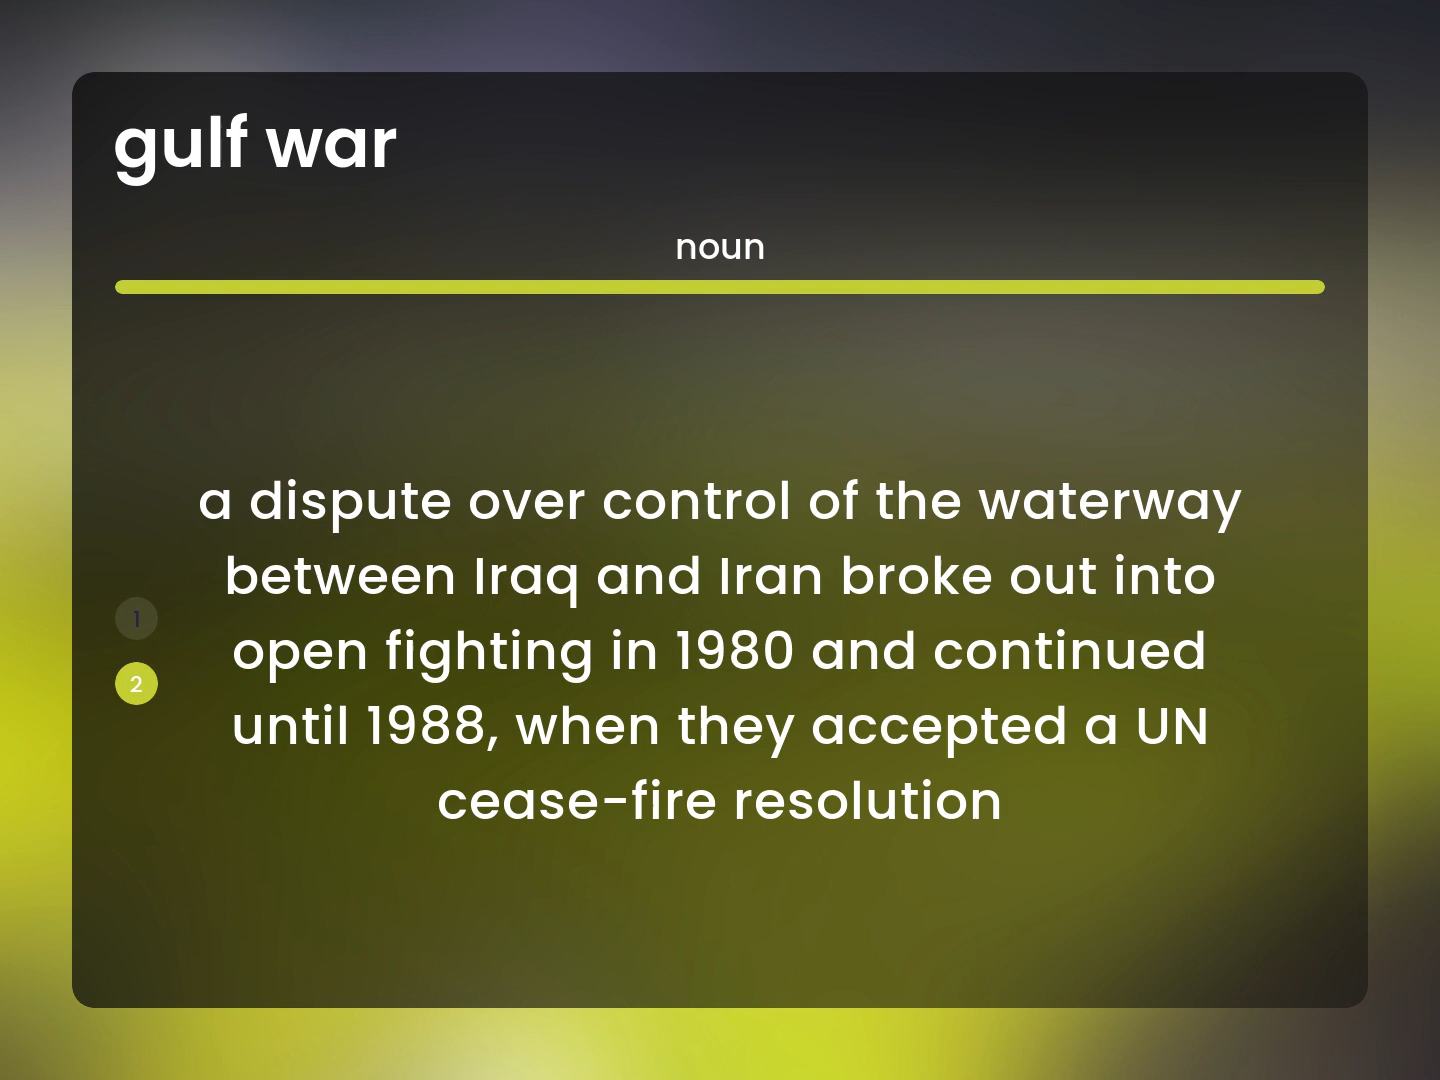 gulf war
noun
a dispute over control of the waterway
between Iraq and Iran broke out into
open fighting in 1980 and continued
until 1988, when they accepted a UN
cease-fire resolution
1
2